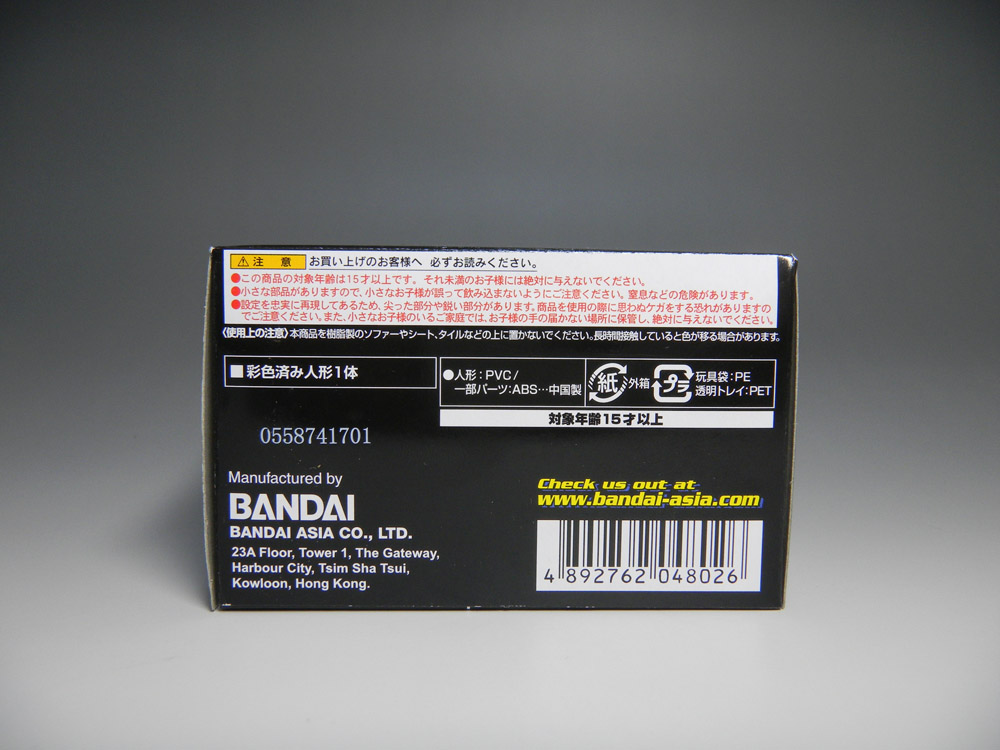 ⚠注　意 お買い上げのお客様へ 必ずお読みください。
●この商品の対象年齢は15才以上です。それ未満のお子様には絶対に与えないでください。
●小さな部品がありますので、小さなお子様が誤って飲み込まないようにご注意ください。窒息などの危険があります。
●設定を忠実に再現してあるため、尖った部分や鋭い部分があります。商品を使用の際に思わぬケガをする恐れがありますの
でご注意ください。また、小さなお子様のいるご家庭では、お子様の手の届かない場所に保管し、絶対に与えないでください。
〈使用上の注意〉本商品を樹脂製のソファーやシート、タイルなどの上に置かないでください。長時間接触していると色が移る場合があります。
■彩色済み人形1体
●人形：PVC/
一部パーツ：ABS…中国製
紙 外箱
プラ 玩具袋：PE
透明トレイ：PET
対象年齢15才以上
0558741701
Manufactured by
BANDAI
BANDAI ASIA CO., LTD.
23A Floor, Tower 1, The Gateway,
Harbour City, Tsim Sha Tsui,
Kowloon, Hong Kong.
Check us out at
www.bandai-asia.com
4 892762 048026